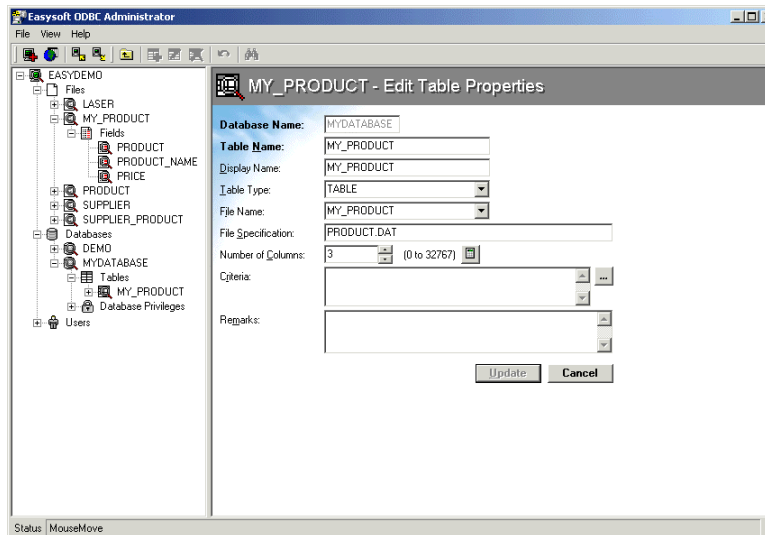 Easysoft ODBC Administrator
File View Help
EASYDEMO
Files
LASER
MY_PRODUCT
Fields
PRODUCT
PRODUCT_NAME
PRICE
PRODUCT
SUPPLIER
SUPPLIER_PRODUCT
Databases
DEMO
MYDATABASE
Tables
MY_PRODUCT
Database Privileges
Users
MY_PRODUCT - Edit Table Properties
Database Name: MYDATABASE
Table Name: MY_PRODUCT
Display Name: MY_PRODUCT
Table Type: TABLE
File Name: MY_PRODUCT
File Specification: PRODUCT.DAT
Number of Columns: 3 (0 to 32767)
Criteria: ...
Remarks:
Update Cancel
Status MouseMove